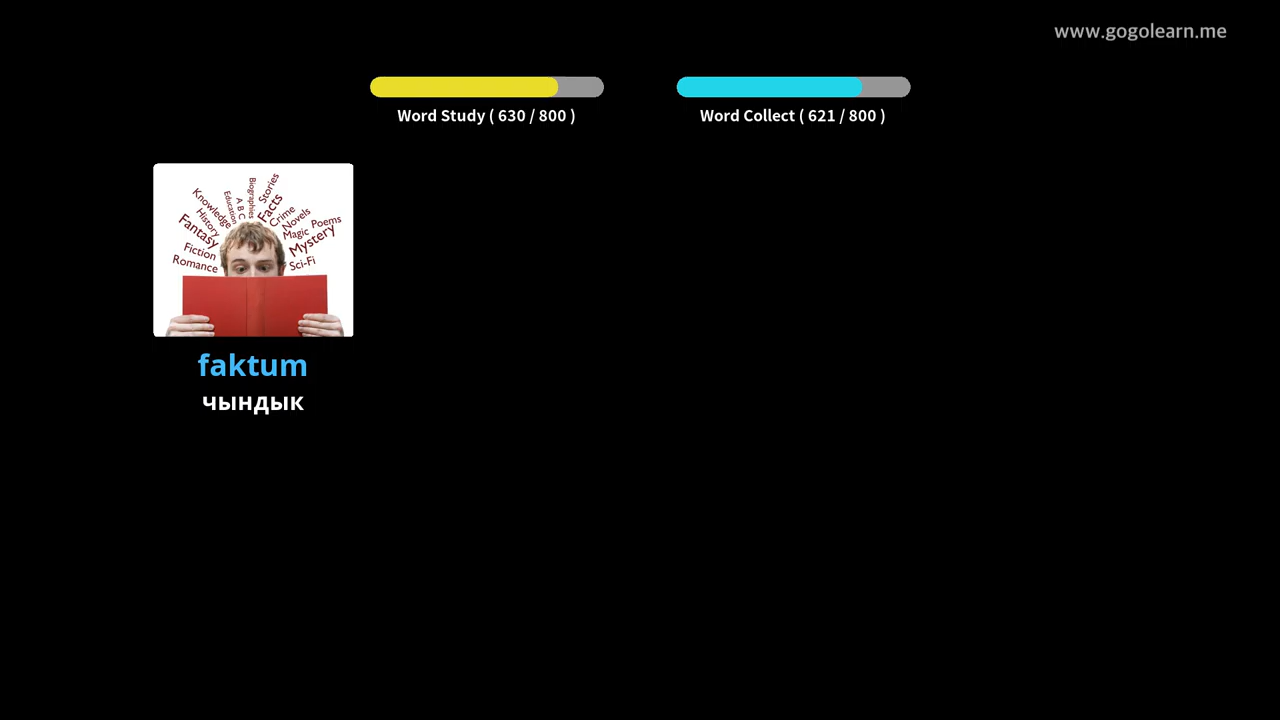 www.gogolearn.me
Word Study ( 630 / 800 )
Word Collect ( 621 / 800 )
Knowledge
History
Fantasy
Fiction
Romance
Education
A B C
Biographies
Stories
Facts
Crime
Novels
Magic
Poems
Mystery
Sci-Fi
faktum
чындык